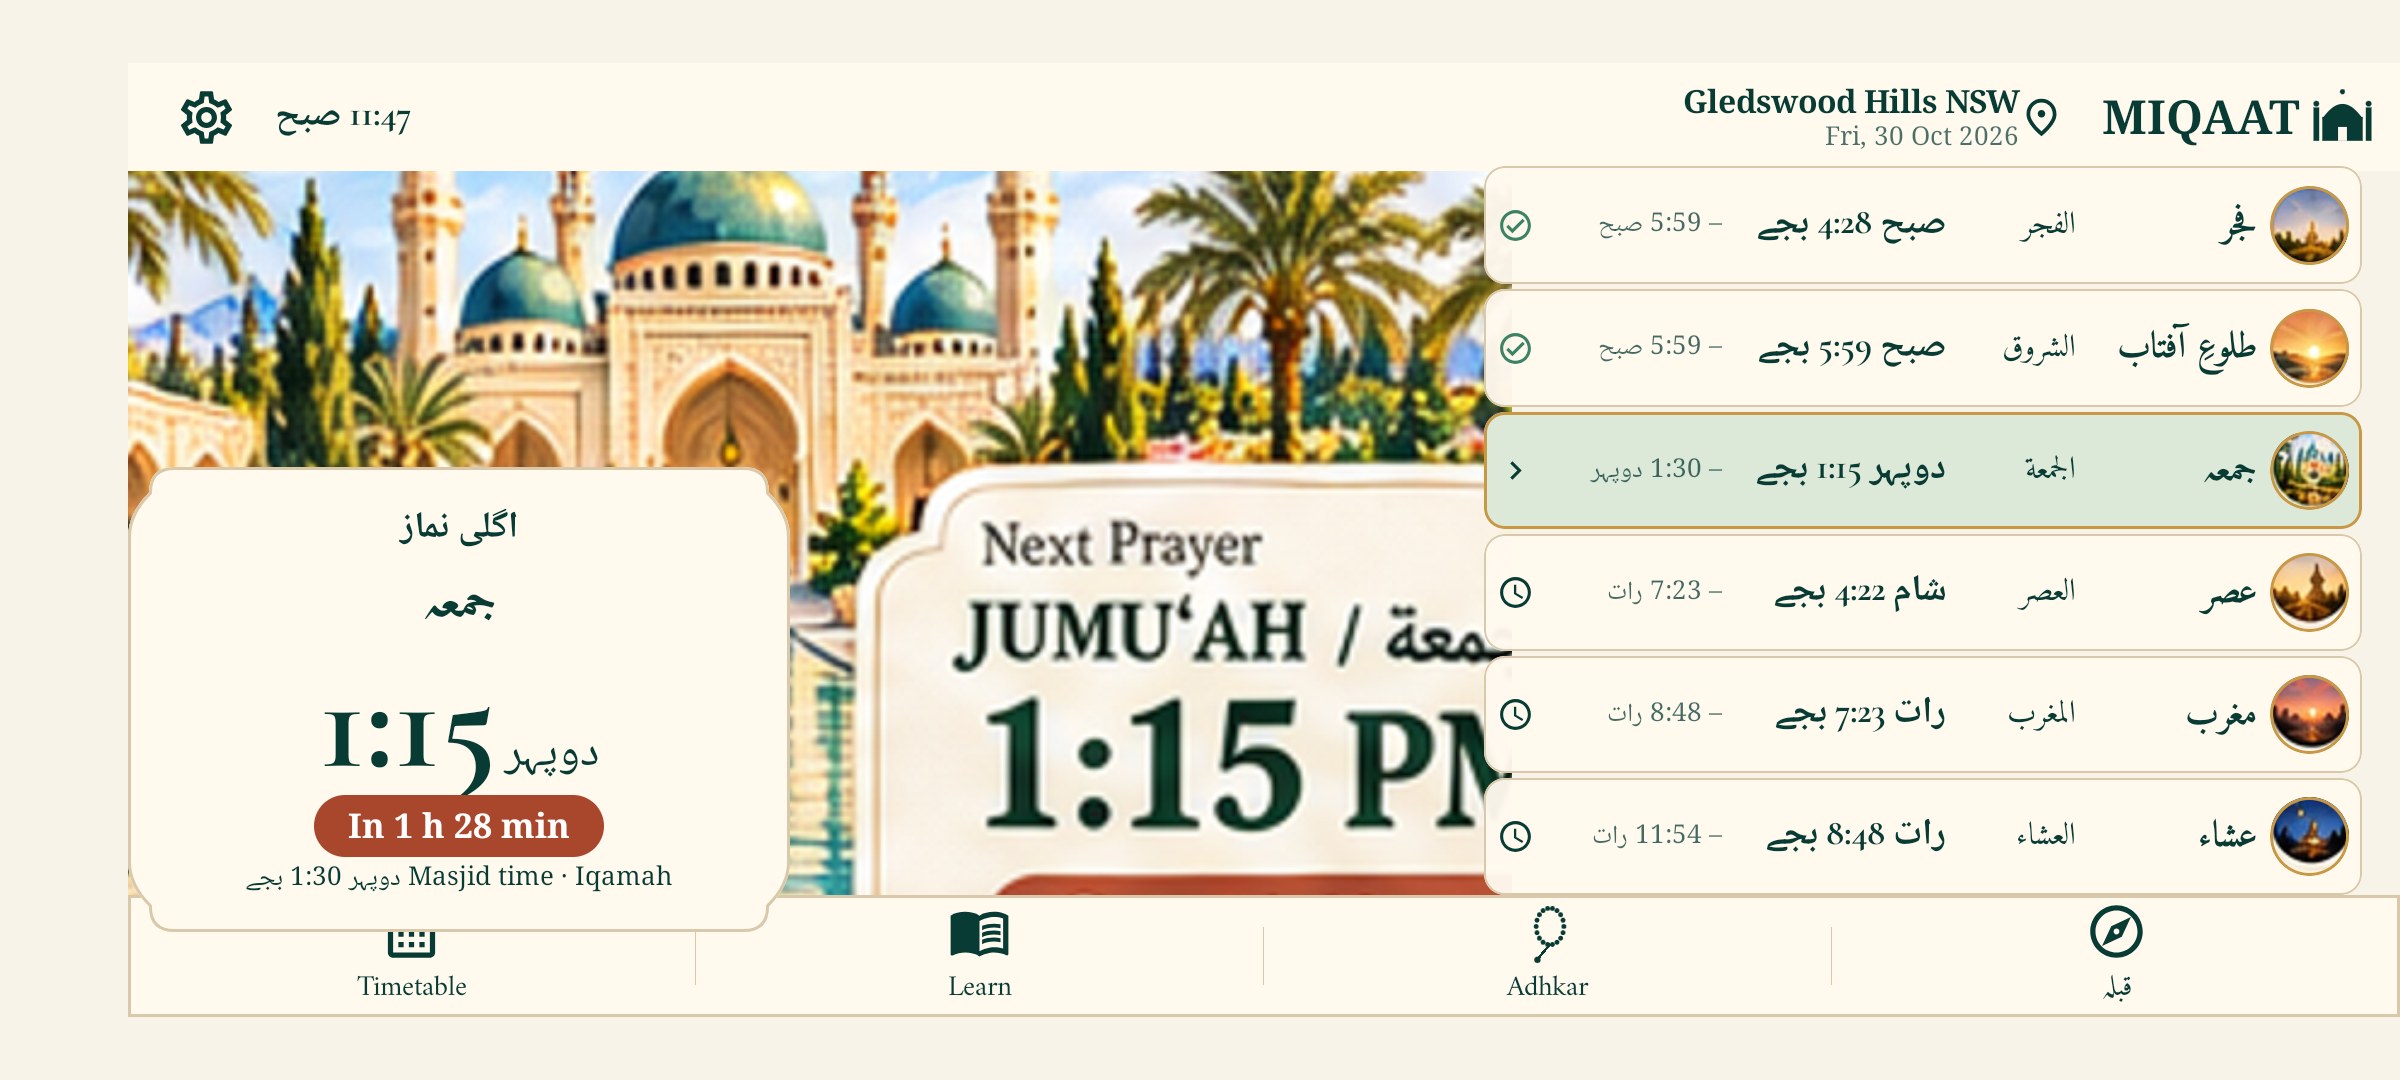 MIQAAT
Gledswood Hills NSW
Fri, 30 Oct 2026
11:47 صبح
فجر الفجر صبح 4:28 بجے – 5:59 صبح
طلوعِ آفتاب الشروق صبح 5:59 بجے – 5:59 صبح
جمعہ الجمعة دوپہر 1:15 بجے – 1:30 دوپہر
عصر العصر شام 4:22 بجے – 7:23 رات
مغرب المغرب رات 7:23 بجے – 8:48 رات
عشاء العشاء رات 8:48 بجے – 11:54 رات
Next Prayer
JUMU‘AH /
1:15
اگلی نماز
جمعہ
1:15 دوپہر
In 1 h 28 min
Masjid time · Iqamah دوپہر 1:30 بجے
قبلہ
Adhkar
Learn
Timetable